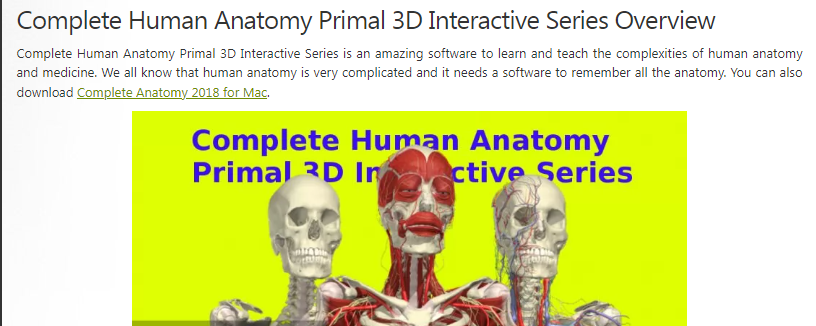 Complete Human Anatomy Primal 3D Interactive Series Overview
Complete Human Anatomy Primal 3D Interactive Series is an amazing software to learn and teach the complexities of human anatomy
and medicine. We all know that human anatomy is very complicated and it needs a software to remember all the anatomy. You can also
download Complete Anatomy 2018 for Mac.
Complete Human Anatomy
Primal 3D In ctive Series